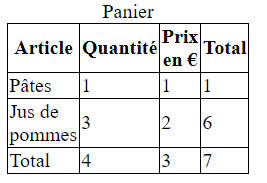 Panier
Article Quantité Prix en € Total
Pâtes 1 1 1
Jus de pommes 3 2 6
Total 4 3 7